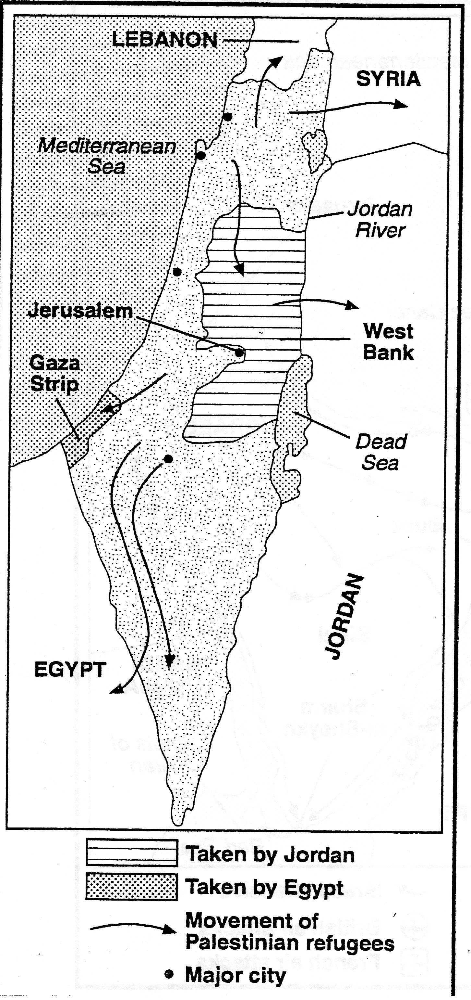 LEBANON
SYRIA
Mediterranean
Sea
Jordan
River
Jerusalem
West
Bank
Gaza
Strip
Dead
Sea
JORDAN
EGYPT
Taken by Jordan
Taken by Egypt
Movement of
Palestinian refugees
Major city